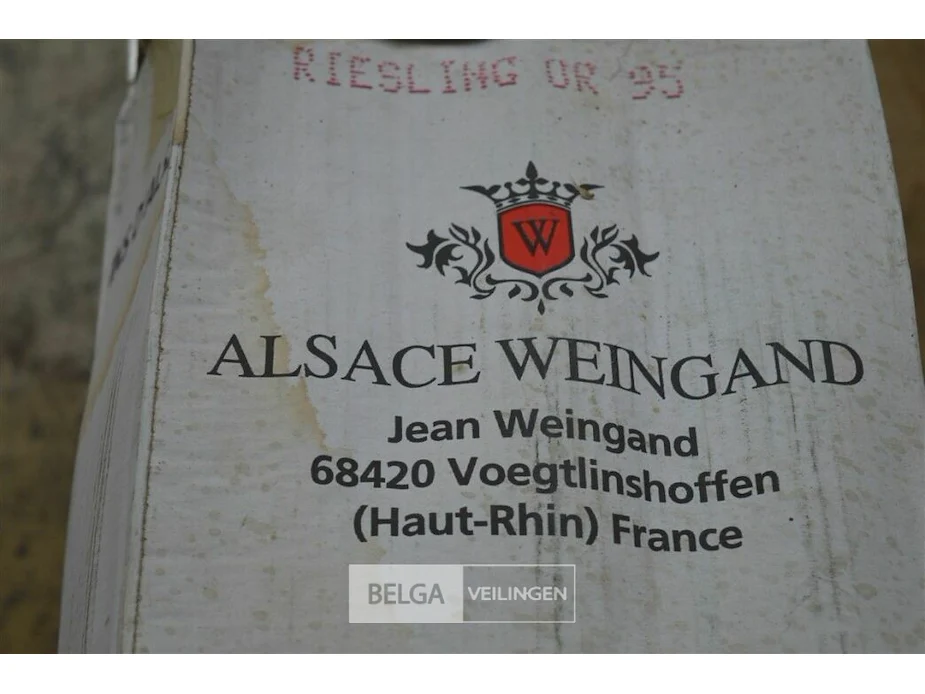 RIESLING OR 95
W
ALSACE WEINGAND
Jean Weingand
68420 Voegtlinshoffen
(Haut-Rhin) France
BELGA VEILINGEN